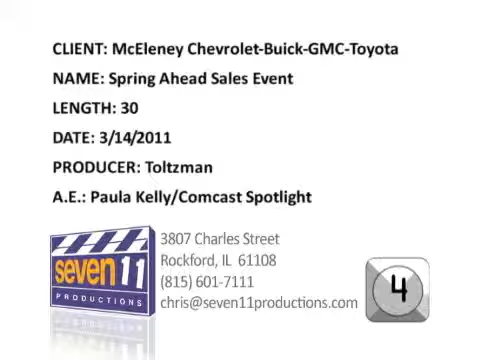 CLIENT: McEleney Chevrolet-Buick-GMC-Toyota
NAME: Spring Ahead Sales Event
LENGTH: 30
DATE: 3/14/2011
PRODUCER: Toltzman
A.E.: Paula Kelly/Comcast Spotlight
seven 11
PRODUCTIONS
3807 Charles Street
Rockford, IL 61108
(815) 601-7111
chris@seven11productions.com
4